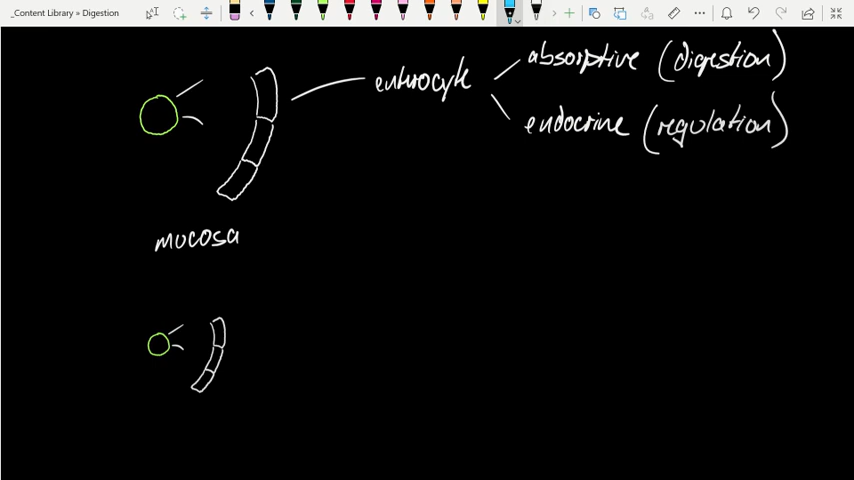 _Content Library » Digestion
absorptive (digestion)
enterocyte
endocrine (regulation)
mucosa